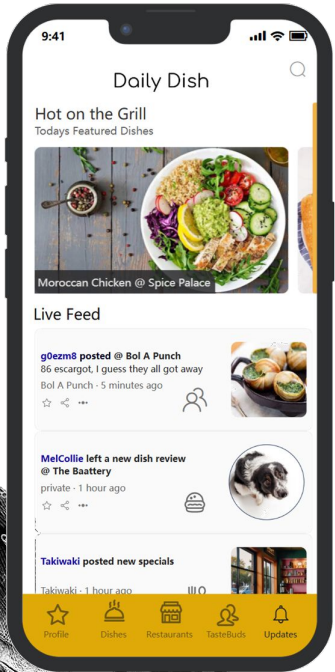 9:41
Daily Dish
Hot on the Grill
Todays Featured Dishes
Moroccan Chicken @ Spice Palace
Live Feed
g0ezm8 posted @ Bol A Punch
86 escargot, I guess they all got away
Bol A Punch · 5 minutes ago
MelCollie left a new dish review
@ The Baattery
private · 1 hour ago
Takiwaki posted new specials
Takiwaki · 1 hour ago
Profile
Dishes
Restaurants
TasteBuds
Updates